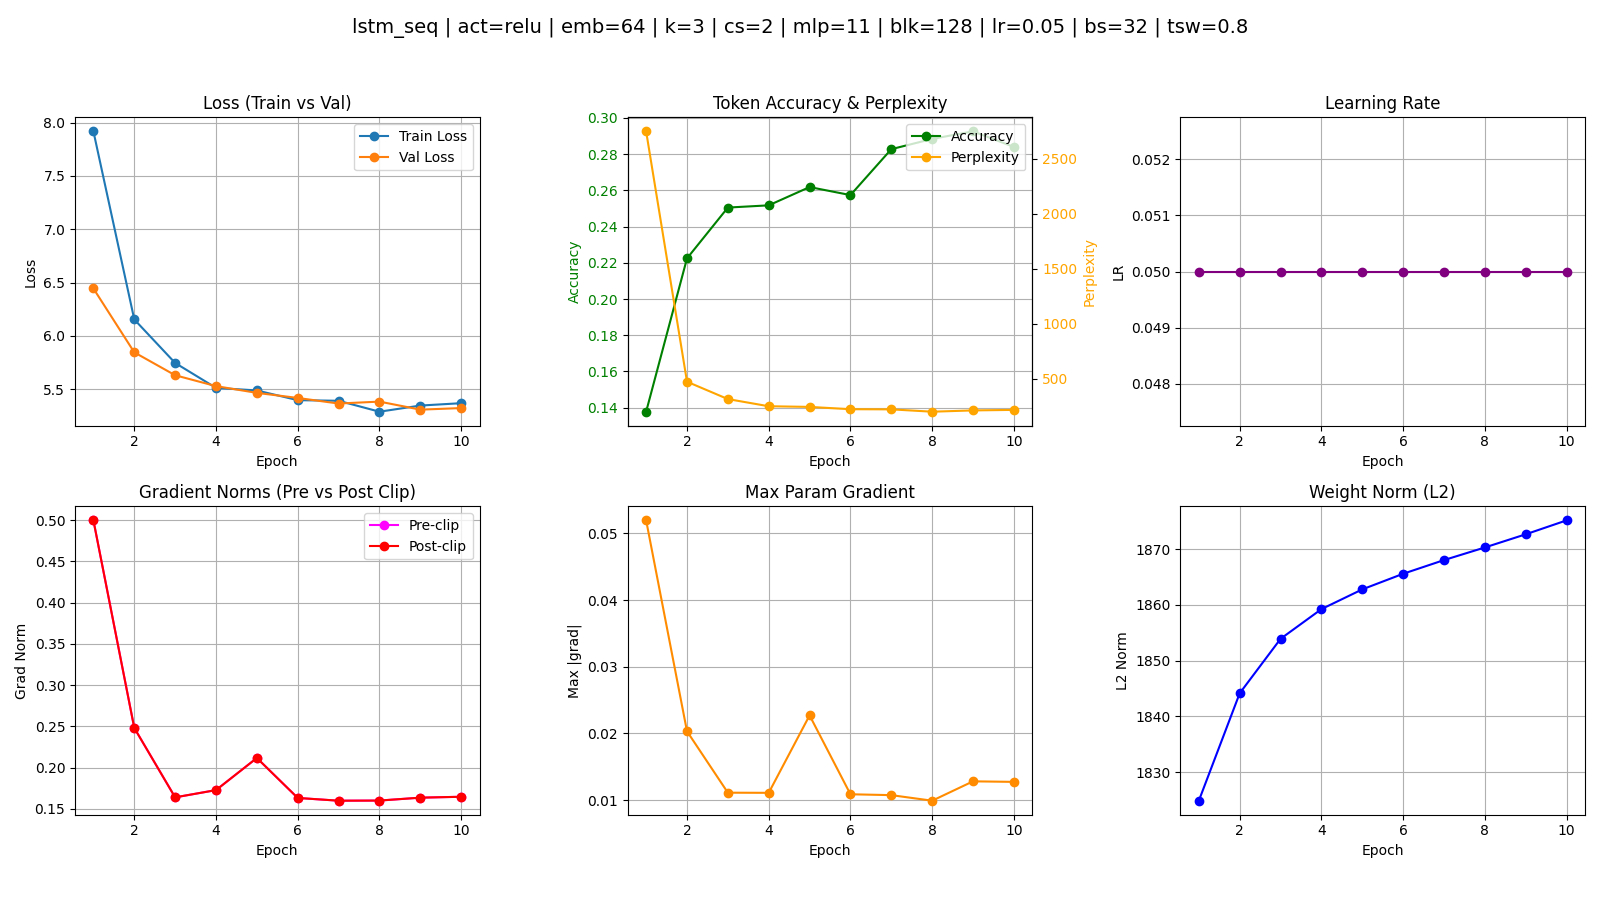 lstm_seq | act=relu | emb=64 | k=3 | cs=2 | mlp=11 | blk=128 | lr=0.05 | bs=32 | tsw=0.8
Loss (Train vs Val)
8.0
7.5
7.0
6.5
6.0
5.5
Loss
Train Loss
Val Loss
2 4 6 8 10
Epoch
Token Accuracy & Perplexity
0.30
0.28
0.26
0.24
0.22
0.20
0.18
0.16
0.14
Accuracy
Accuracy
Perplexity
2500
2000
1500
1000
500
Perplexity
2 4 6 8 10
Epoch
Learning Rate
0.052
0.051
0.050
0.049
0.048
LR
2 4 6 8 10
Epoch
Gradient Norms (Pre vs Post Clip)
0.50
0.45
0.40
0.35
0.30
0.25
0.20
0.15
Grad Norm
Pre-clip
Post-clip
2 4 6 8 10
Epoch
Max Param Gradient
0.05
0.04
0.03
0.02
0.01
Max |grad|
2 4 6 8 10
Epoch
Weight Norm (L2)
1870
1860
1850
1840
1830
L2 Norm
2 4 6 8 10
Epoch